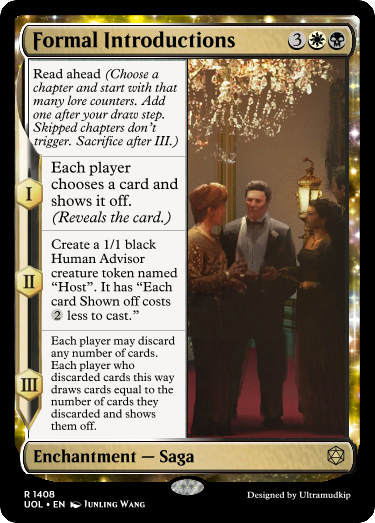 Formal Introductions 3
Read ahead (Choose a
chapter and start with that
many lore counters. Add
one after your draw step.
Skipped chapters don't
trigger. Sacrifice after III.)
I
Each player
chooses a card and
shows it off.
(Reveals the card.)
II
Create a 1/1 black
Human Advisor
creature token named
“Host”. It has “Each
card Shown off costs
2 less to cast.”
III
Each player may discard
any number of cards.
Each player who
discarded cards this way
draws cards equal to the
number of cards they
discarded and shows
them off.
Enchantment — Saga
R 1408
UOL • EN Junling Wang
Designed by Ultramudkip